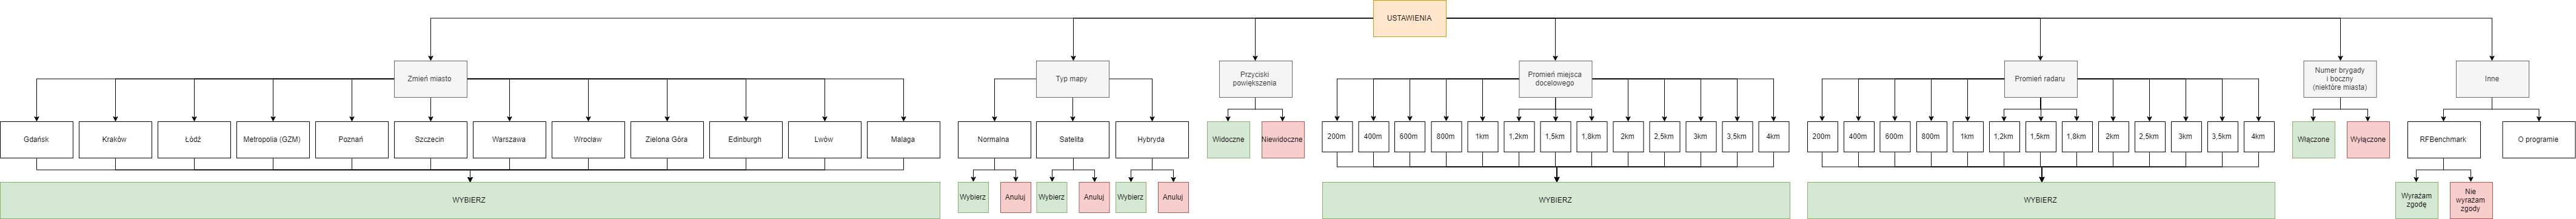 USTAWIENIA
Zmień miasto
Typ mapy
Przyciski
powiększenia
Promień miejsca
docelowego
Promień radaru
Numer brygady
i boczny
(niektóre miasta)
Inne
Gdańsk
Kraków
Łódź
Metropolia (GZM)
Poznań
Szczecin
Warszawa
Wrocław
Zielona Góra
Edinburgh
Lwów
Malaga
Normalna
Satelita
Hybryda
Widoczne
Niewidoczne
200m
400m
600m
800m
1km
1,2km
1,5km
1,8km
2km
2,5km
3km
3,5km
4km
200m
400m
600m
800m
1km
1,2km
1,5km
1,8km
2km
2,5km
3km
3,5km
4km
Włączone
Wyłączone
RFBenchmark
O programie
WYBIERZ
Wybierz
Anuluj
Wybierz
Anuluj
Wybierz
Anuluj
WYBIERZ
WYBIERZ
Wyrażam
zgodę
Nie
wyrażam
zgody